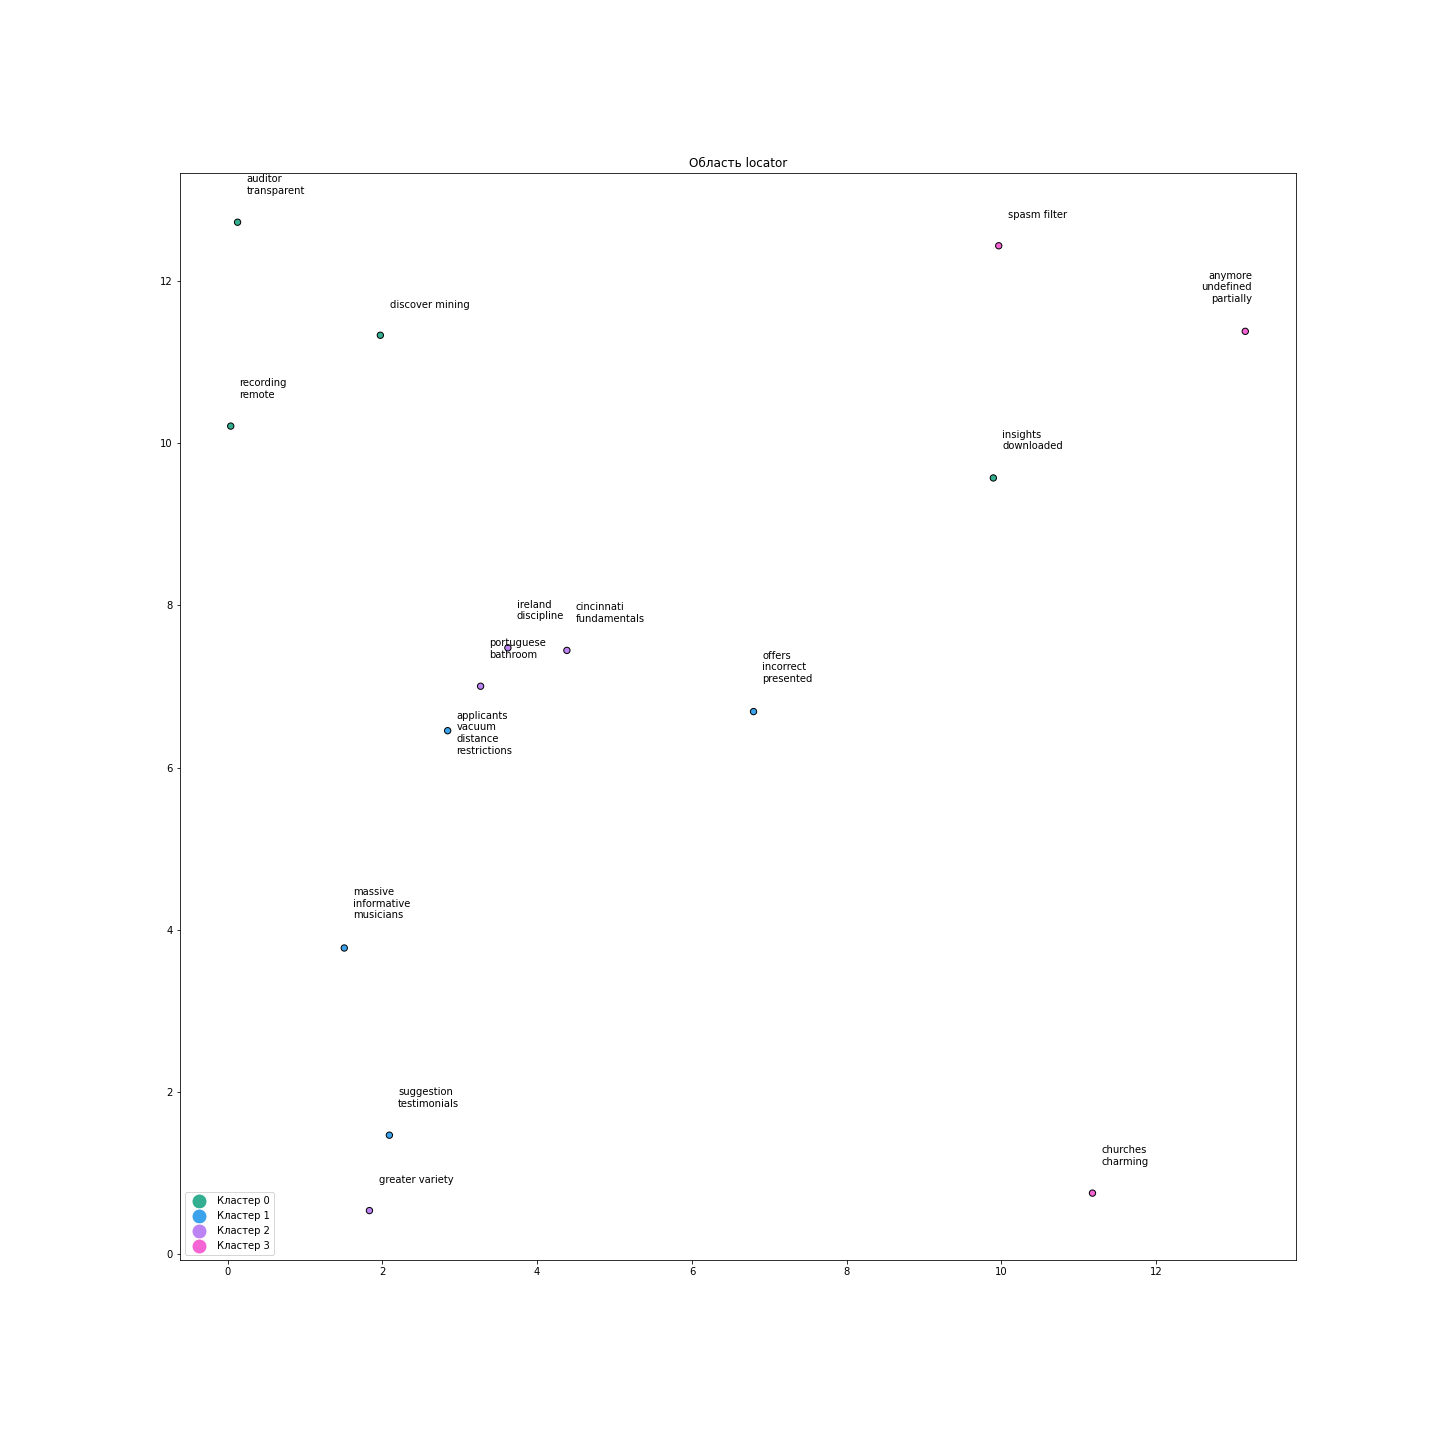 Область locator
auditor
transparent
spasm filter
anymore
undefined
partially
discover mining
recording
remote
insights
downloaded
ireland
discipline
cincinnati
fundamentals
portuguese
bathroom
offers
incorrect
presented
applicants
vacuum
distance
restrictions
massive
informative
musicians
suggestion
testimonials
greater variety
churches
charming
12
10
8
6
4
2
0
Кластер 0
Кластер 1
Кластер 2
Кластер 3
0 2 4 6 8 10 12